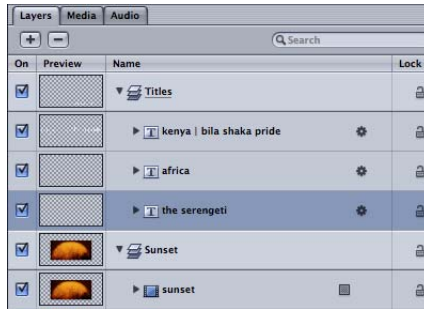 Layers Media Audio
Search
On Preview Name Lock
Titles
T kenya | bila shaka pride
T africa
T the serengeti
Sunset
sunset